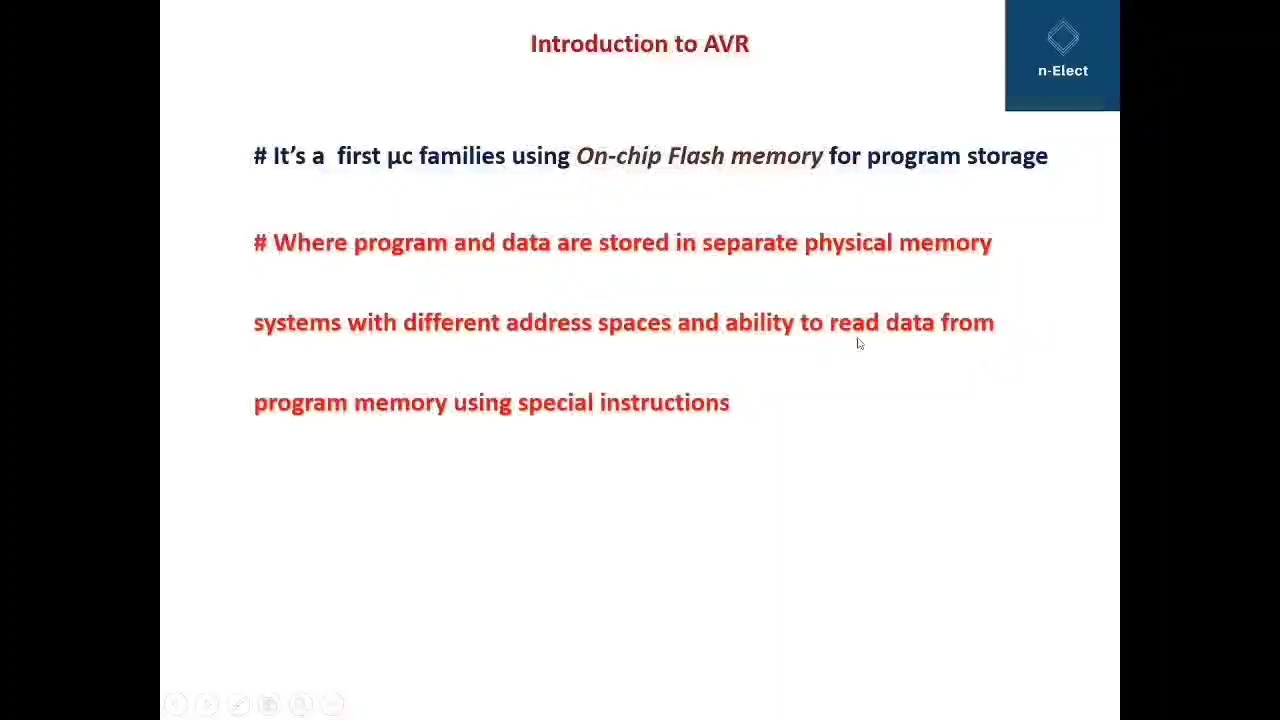 Introduction to AVR
n-Elect
# It's a  first µc families using On-chip Flash memory for program storage
# Where program and data are stored in separate physical memory
systems with different address spaces and ability to read data from
program memory using special instructions